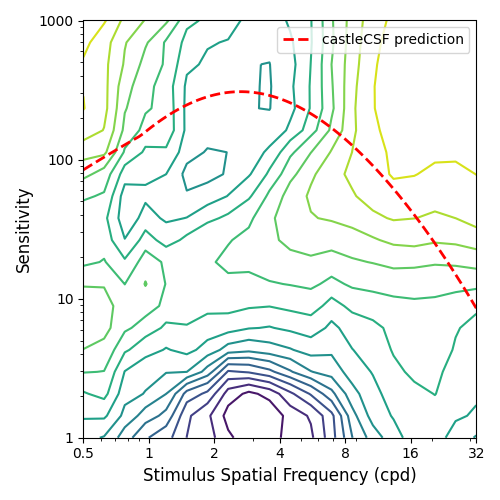 1000
castleCSF prediction
100
Sensitivity
10
1
0.5 1 2 4 8 16 32
Stimulus Spatial Frequency (cpd)